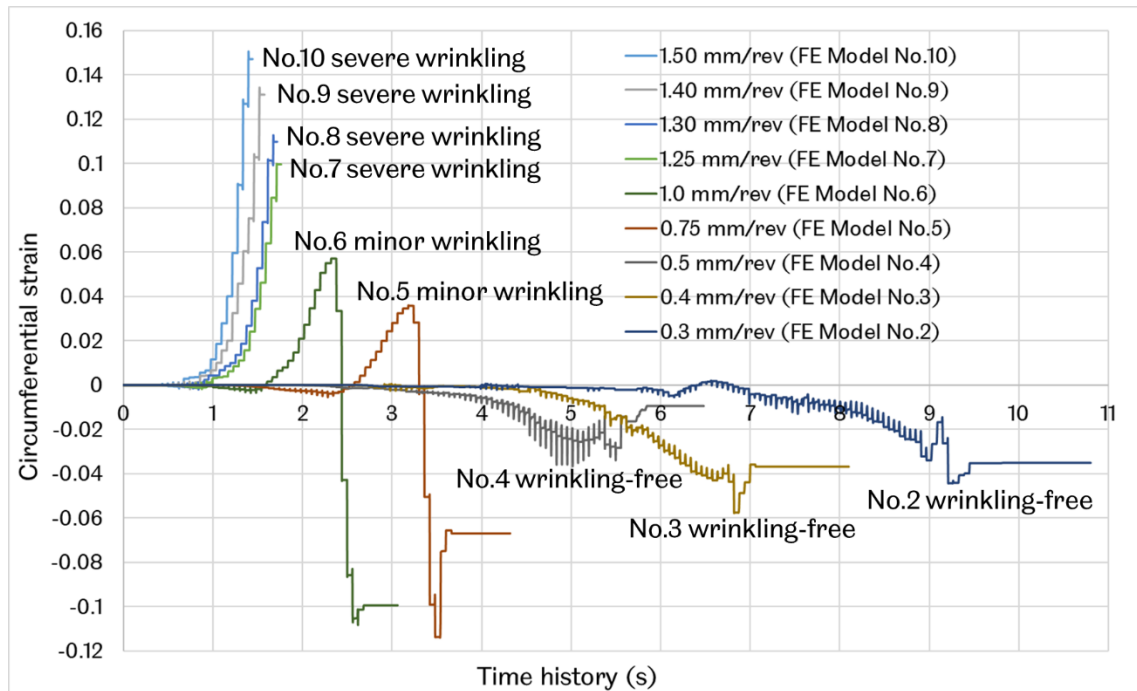 0.16
0.14
0.12
0.1
0.08
0.06
0.04
0.02
0
-0.02
-0.04
-0.06
-0.08
-0.1
-0.12
Circumferential strain
No.10 severe wrinkling
No.9 severe wrinkling
No.8 severe wrinkling
No.7 severe wrinkling
No.6 minor wrinkling
No.5 minor wrinkling
No.4 wrinkling-free
No.3 wrinkling-free
No.2 wrinkling-free
1.50 mm/rev (FE Model No.10)
1.40 mm/rev (FE Model No.9)
1.30 mm/rev (FE Model No.8)
1.25 mm/rev (FE Model No.7)
1.0 mm/rev (FE Model No.6)
0.75 mm/rev (FE Model No.5)
0.5 mm/rev (FE Model No.4)
0.4 mm/rev (FE Model No.3)
0.3 mm/rev (FE Model No.2)
0 1 2 3 4 5 6 7 8 9 10 11
Time history (s)